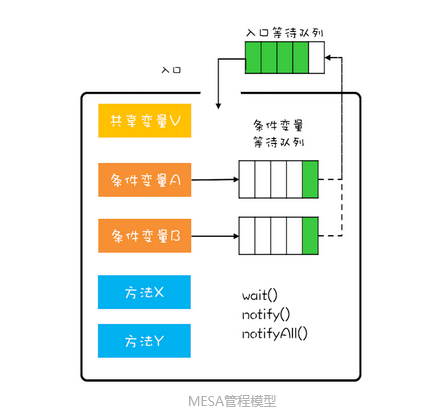 入口等待队列
入口
共享变量V
条件变量
等待队列
条件变量A
条件变量B
方法X
wait()
notify()
notifyAll()
方法Y
MESA管程模型